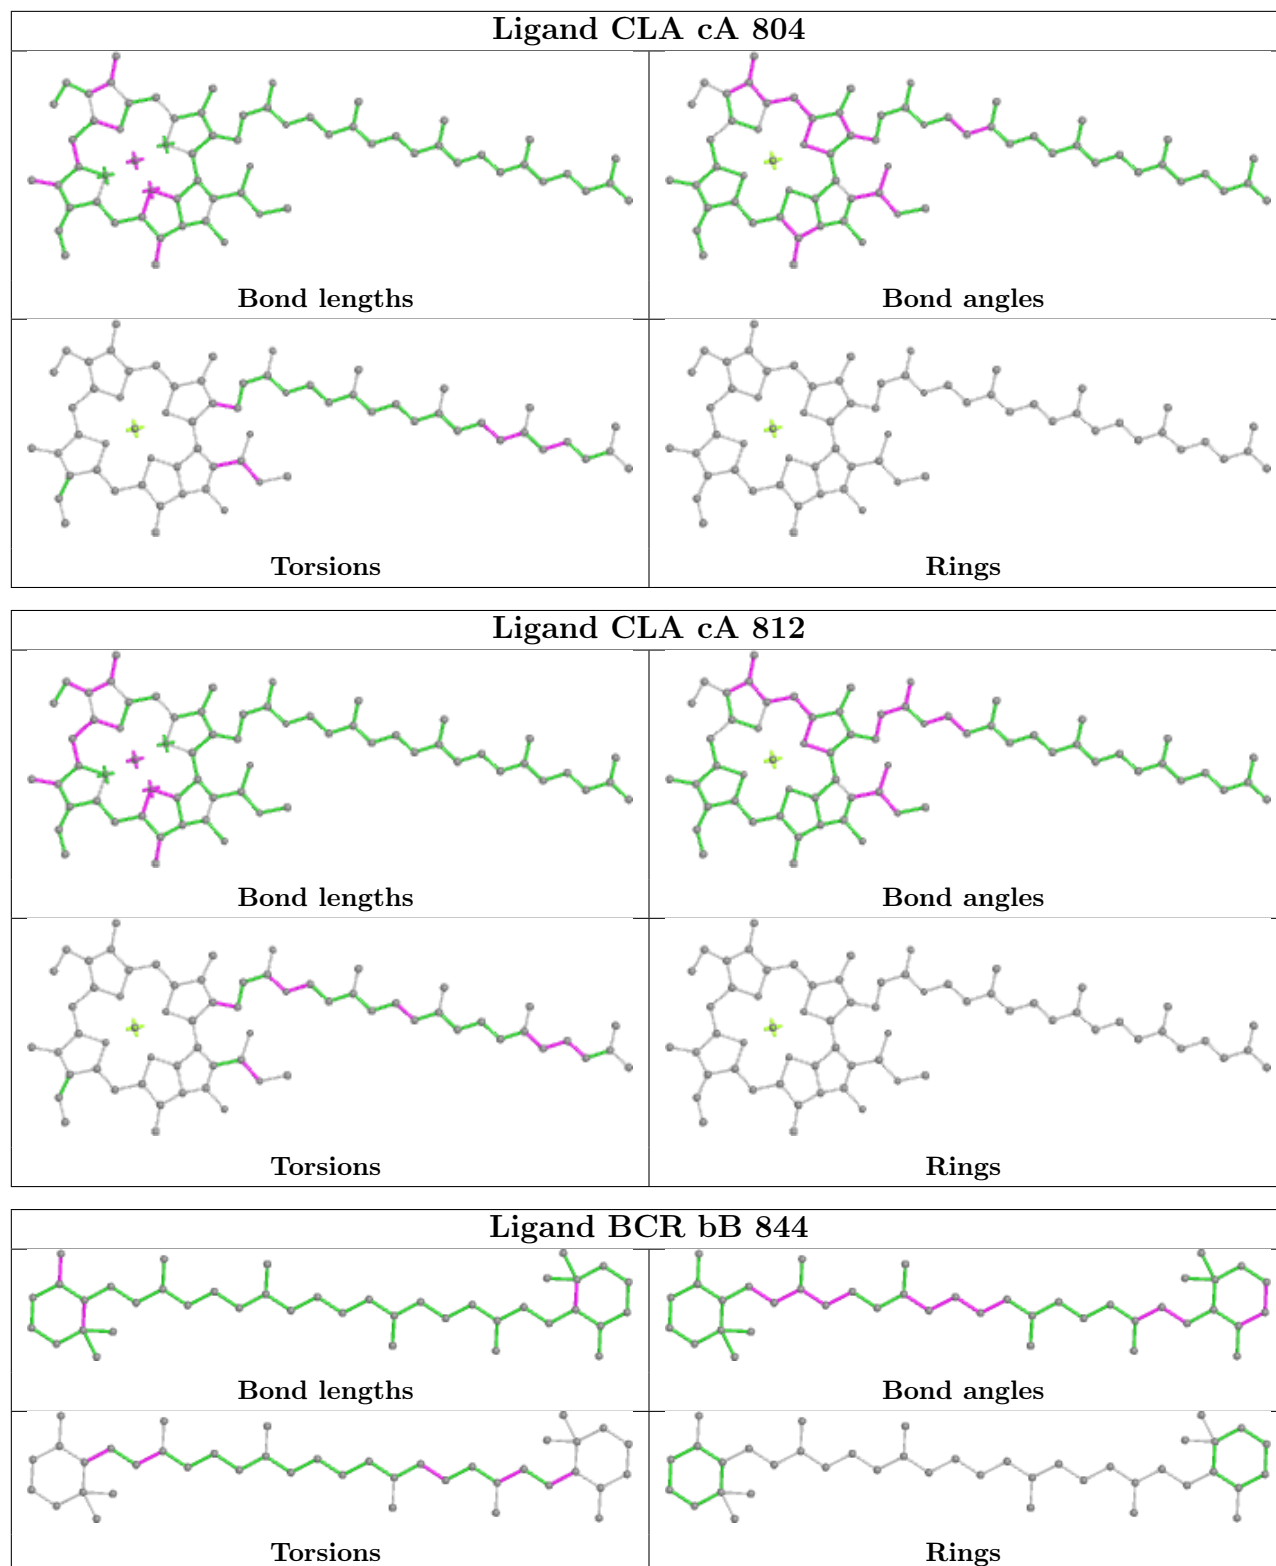 Ligand CLA cA 804
Bond lengths
Bond angles
Torsions
Rings
Ligand CLA cA 812
Bond lengths
Bond angles
Torsions
Rings
Ligand BCR bB 844
Bond lengths
Bond angles
Torsions
Rings